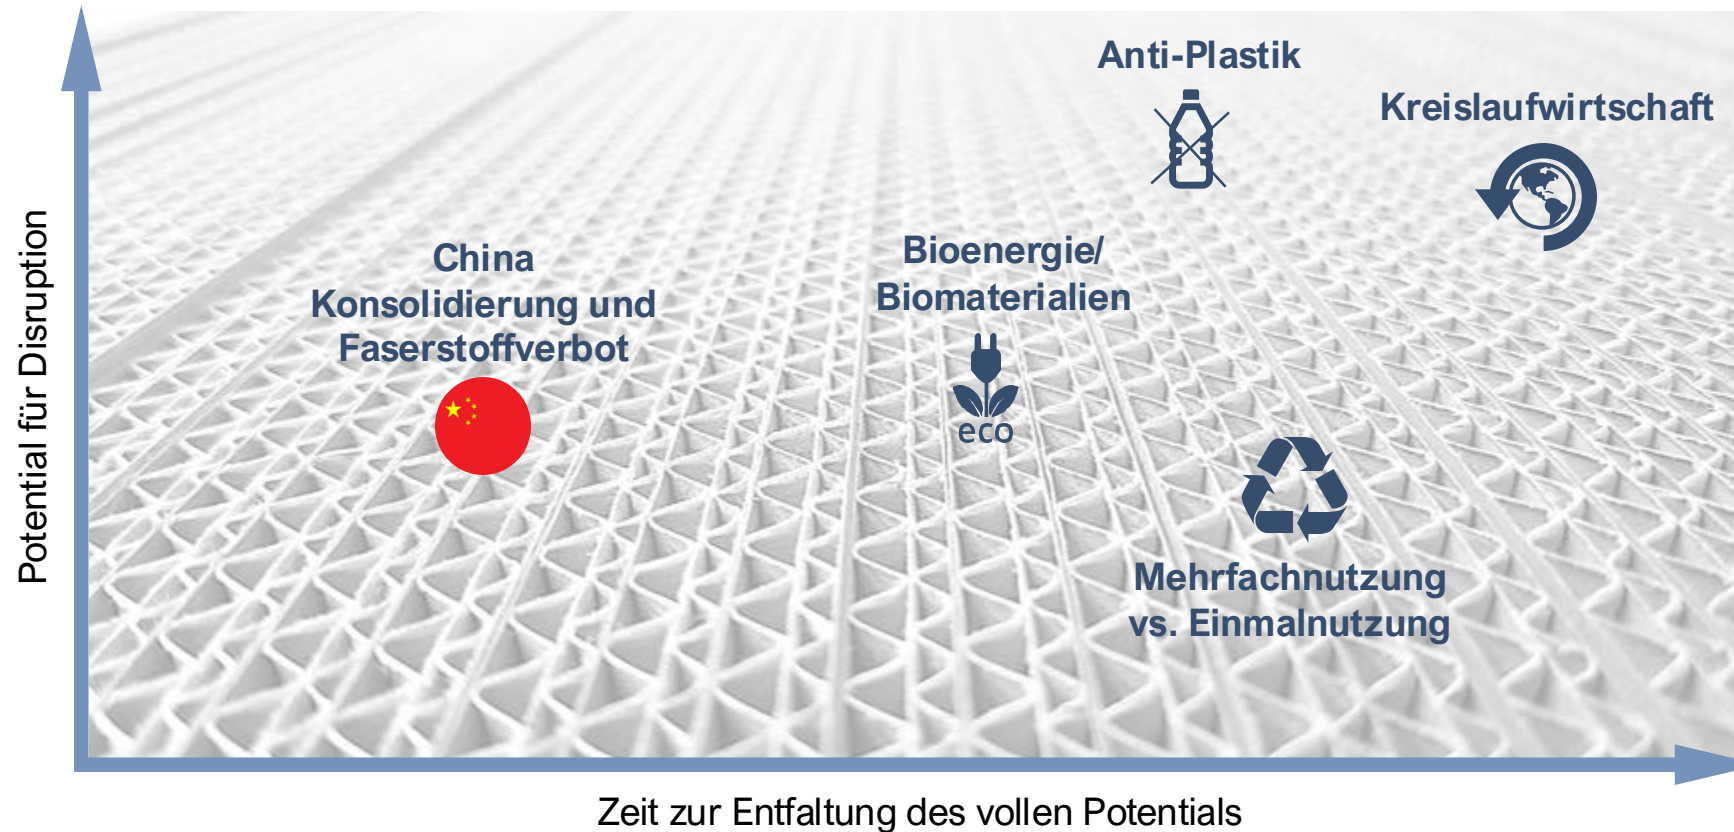 Anti-Plastik
Kreislaufwirtschaft
Potential für Disruption
China
Konsolidierung und
Faserstoffverbot
Bioenergie/
Biomaterialien
eco
Mehrfachnutzung
vs. Einmalnutzung
Zeit zur Entfaltung des vollen Potentials